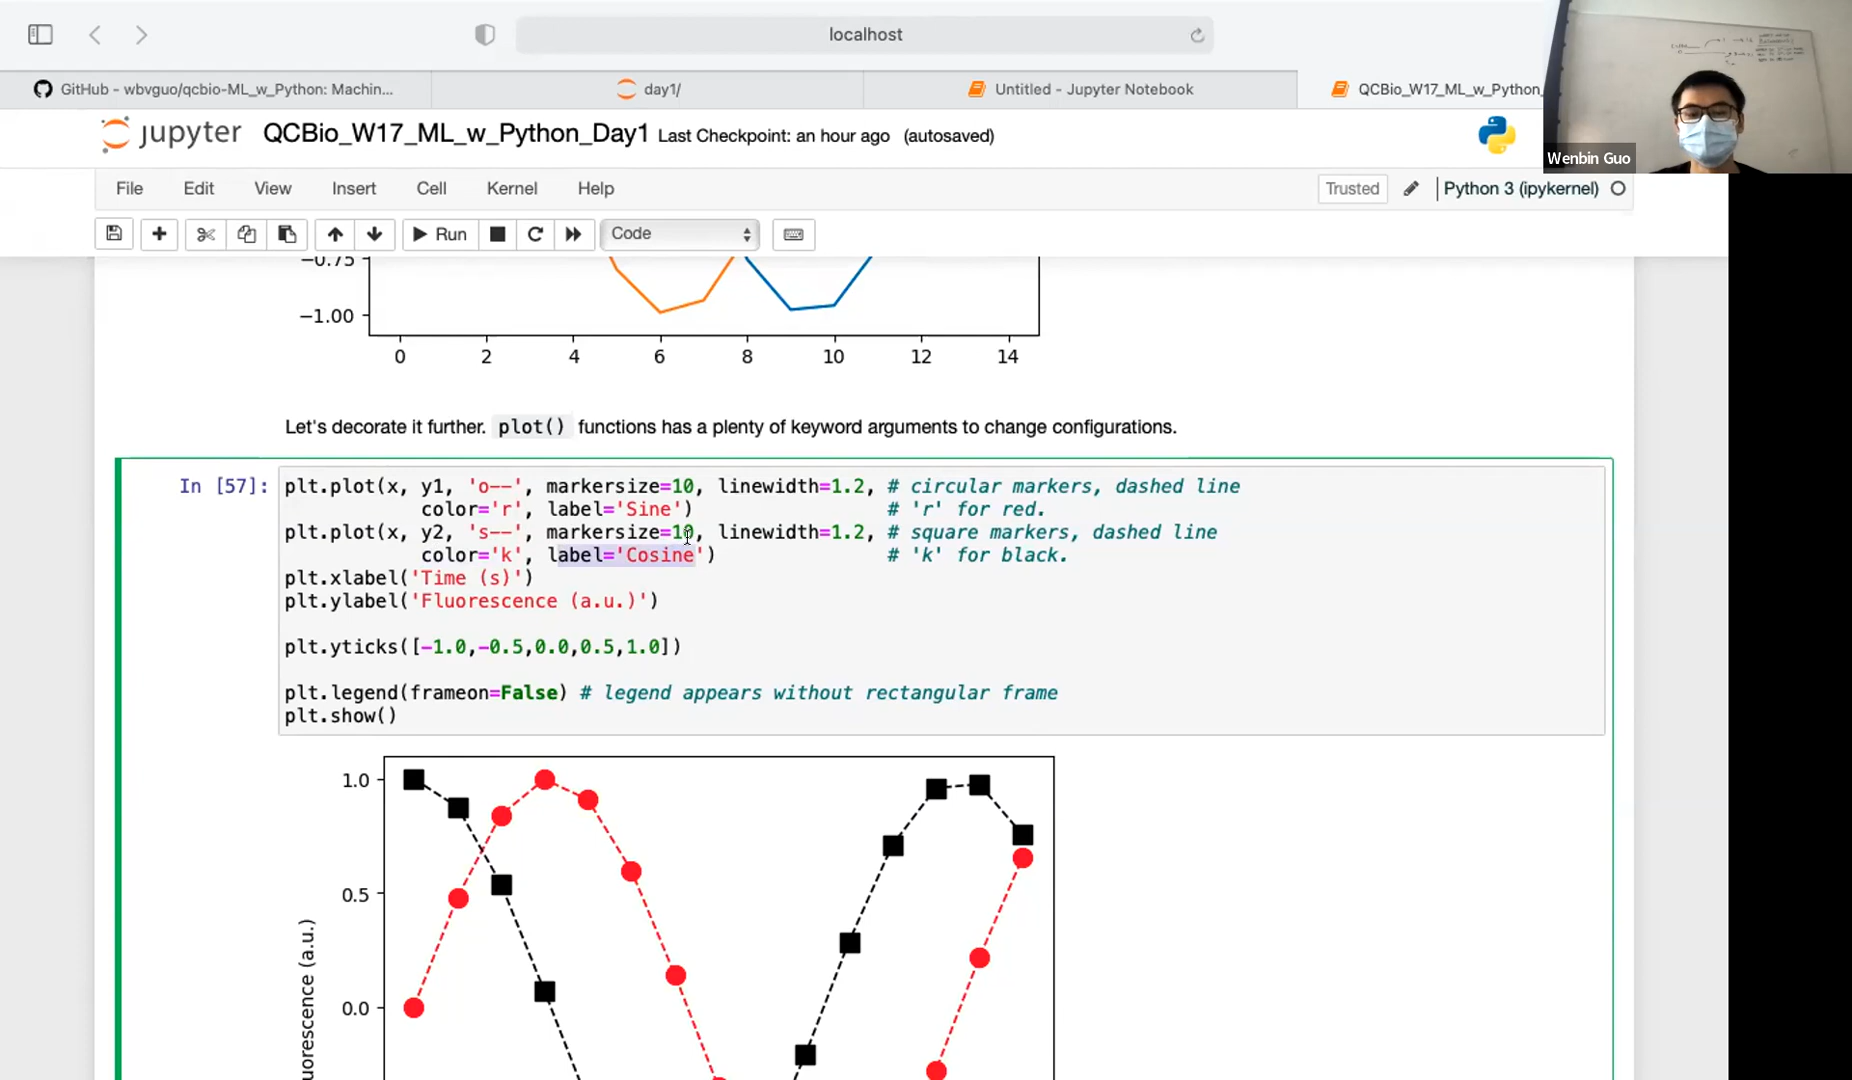 localhost
GitHub - wbvguo/qcbio-ML_w_Python: Machin...
day1/
Untitled - Jupyter Notebook
QCBio_W17_ML_w_Python_
Wenbin Guo
jupyter QCBio_W17_ML_w_Python_Day1 Last Checkpoint: an hour ago (autosaved)
File Edit View Insert Cell Kernel Help Trusted Python 3 (ipykernel)
Run Code
−0.75
−1.00
0 2 4 6 8 10 12 14
Let's decorate it further. plot() functions has a plenty of keyword arguments to change configurations.
In [57]: plt.plot(x, y1, 'o--', markersize=10, linewidth=1.2, # circular markers, dashed line
color='r', label='Sine') # 'r' for red.
plt.plot(x, y2, 's--', markersize=10, linewidth=1.2, # square markers, dashed line
color='k', label='Cosine') # 'k' for black.
plt.xlabel('Time (s)')
plt.ylabel('Fluorescence (a.u.)')
plt.yticks([-1.0,-0.5,0.0,0.5,1.0])
plt.legend(frameon=False) # legend appears without rectangular frame
plt.show()
1.0
0.5
0.0
uorescence (a.u.)